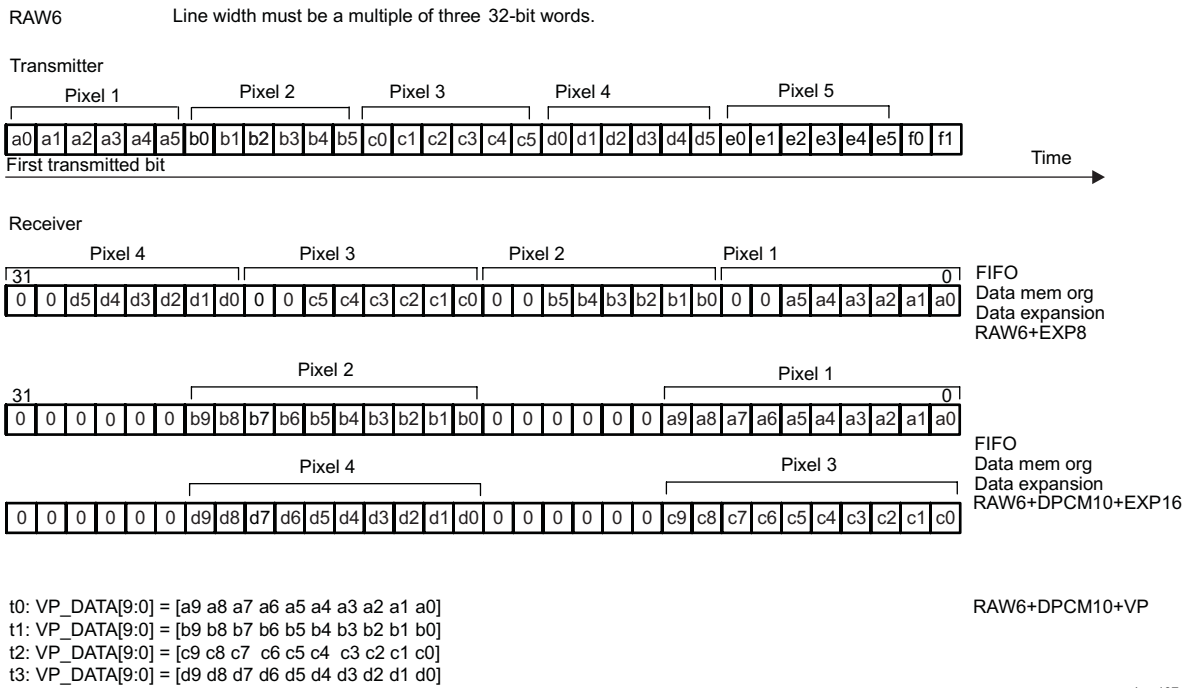 RAW6 Line width must be a multiple of three 32-bit words.
Transmitter
Pixel 1 Pixel 2 Pixel 3 Pixel 4 Pixel 5
a0 a1 a2 a3 a4 a5 b0 b1 b2 b3 b4 b5 c0 c1 c2 c3 c4 c5 d0 d1 d2 d3 d4 d5 e0 e1 e2 e3 e4 e5 f0 f1
First transmitted bit Time
Receiver
Pixel 4 Pixel 3 Pixel 2 Pixel 1
31 0
0 0 d5 d4 d3 d2 d1 d0 0 0 c5 c4 c3 c2 c1 c0 0 0 b5 b4 b3 b2 b1 b0 0 0 a5 a4 a3 a2 a1 a0
FIFO
Data mem org
Data expansion
RAW6+EXP8
Pixel 2 Pixel 1
31 0
0 0 0 0 0 0 b9 b8 b7 b6 b5 b4 b3 b2 b1 b0 0 0 0 0 0 0 a9 a8 a7 a6 a5 a4 a3 a2 a1 a0
Pixel 4 Pixel 3
0 0 0 0 0 0 d9 d8 d7 d6 d5 d4 d3 d2 d1 d0 0 0 0 0 0 0 c9 c8 c7 c6 c5 c4 c3 c2 c1 c0
FIFO
Data mem org
Data expansion
RAW6+DPCM10+EXP16
t0: VP_DATA[9:0] = [a9 a8 a7 a6 a5 a4 a3 a2 a1 a0] RAW6+DPCM10+VP
t1: VP_DATA[9:0] = [b9 b8 b7 b6 b5 b4 b3 b2 b1 b0]
t2: VP_DATA[9:0] = [c9 c8 c7 c6 c5 c4 c3 c2 c1 c0]
t3: VP_DATA[9:0] = [d9 d8 d7 d6 d5 d4 d3 d2 d1 d0]